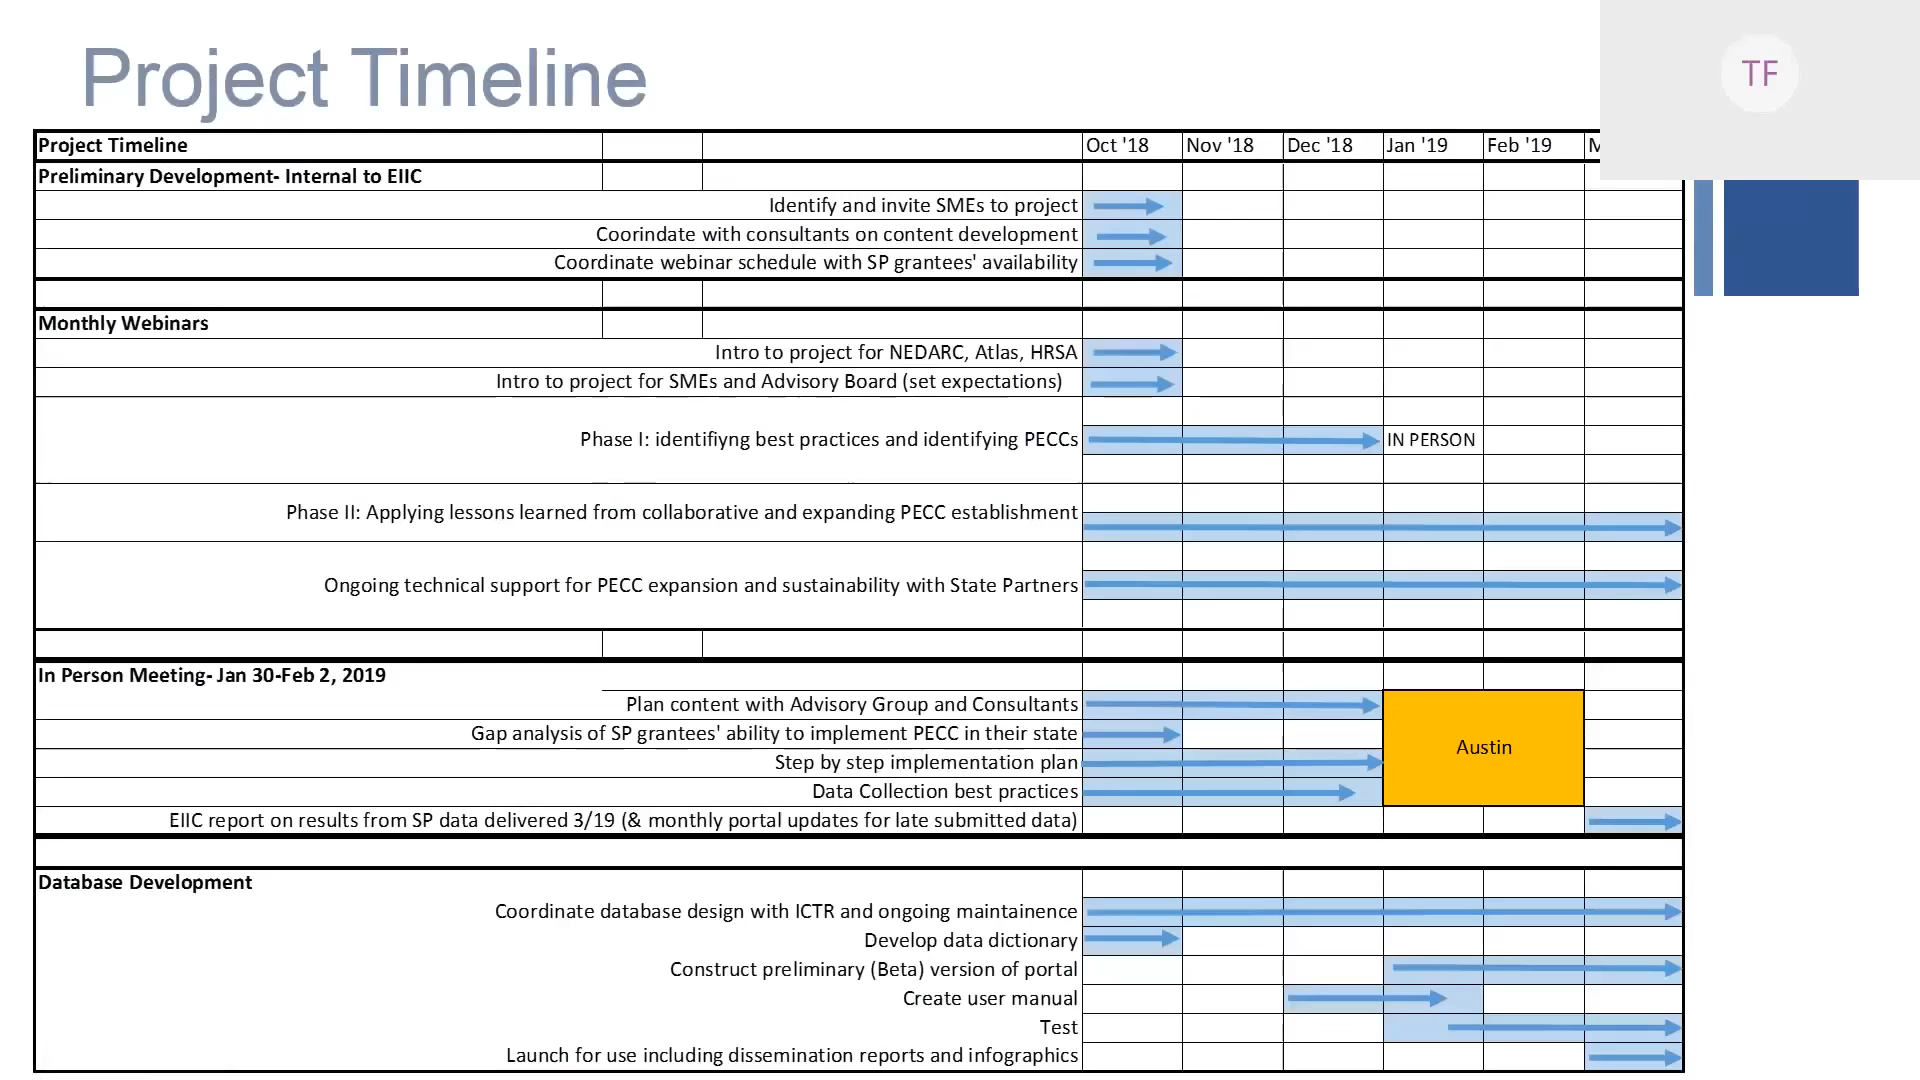 Project Timeline
TF
Project Timeline Oct '18 Nov '18 Dec '18 Jan '19 Feb '19
Preliminary Development- Internal to EIIC
Identify and invite SMEs to project
Coorindate with consultants on content development
Coordinate webinar schedule with SP grantees' availability
Monthly Webinars
Intro to project for NEDARC, Atlas, HRSA
Intro to project for SMEs and Advisory Board (set expectations)
Phase I: identifiyng best practices and identifying PECCs IN PERSON
Phase II: Applying lessons learned from collaborative and expanding PECC establishment
Ongoing technical support for PECC expansion and sustainability with State Partners
In Person Meeting- Jan 30-Feb 2, 2019
Plan content with Advisory Group and Consultants
Gap analysis of SP grantees' ability to implement PECC in their state
Austin
Step by step implementation plan
Data Collection best practices
EIIC report on results from SP data delivered 3/19 (& monthly portal updates for late submitted data)
Database Development
Coordinate database design with ICTR and ongoing maintainence
Develop data dictionary
Construct preliminary (Beta) version of portal
Create user manual
Test
Launch for use including dissemination reports and infographics